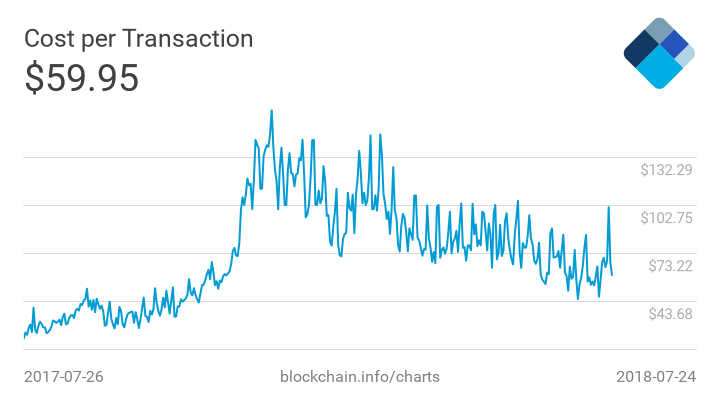 Cost per Transaction
$59.95
$132.29
$102.75
$73.22
$43.68
2017-07-26 blockchain.info/charts 2018-07-24